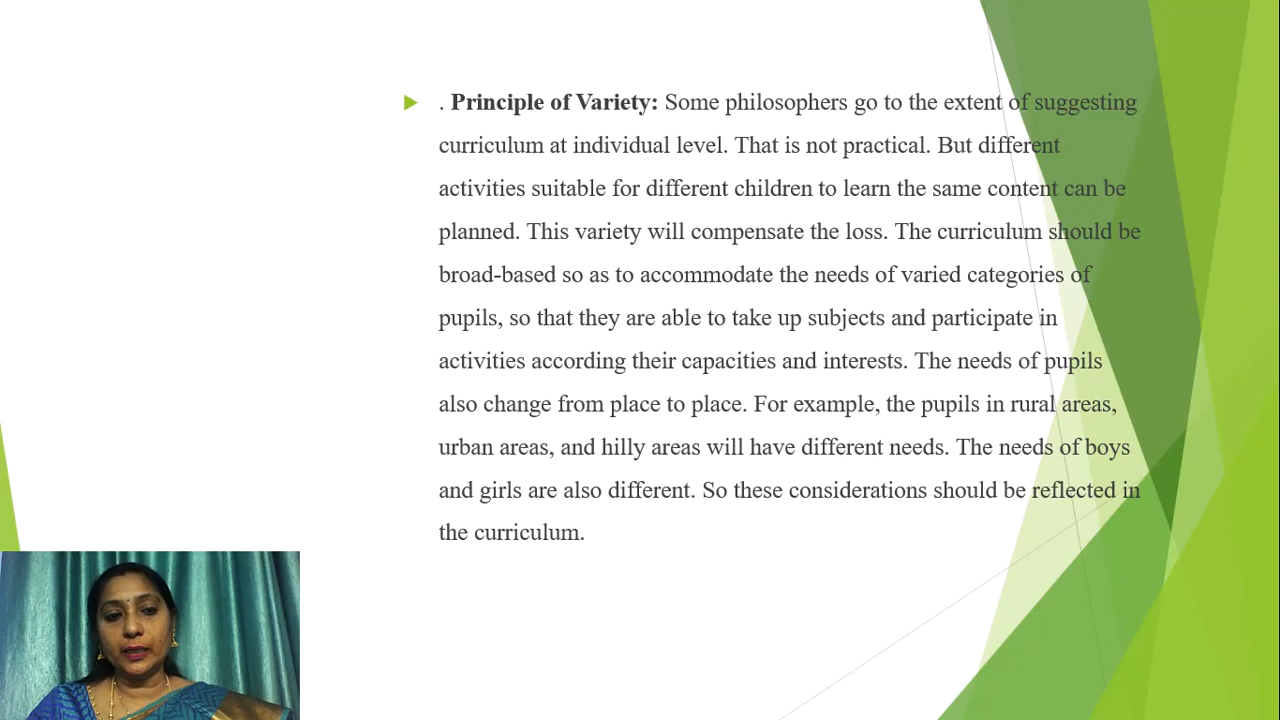 . Principle of Variety: Some philosophers go to the extent of suggesting
curriculum at individual level. That is not practical. But different
activities suitable for different children to learn the same content can be
planned. This variety will compensate the loss. The curriculum should be
broad-based so as to accommodate the needs of varied categories of
pupils, so that they are able to take up subjects and participate in
activities according their capacities and interests. The needs of pupils
also change from place to place. For example, the pupils in rural areas,
urban areas, and hilly areas will have different needs. The needs of boys
and girls are also different. So these considerations should be reflected in
the curriculum.